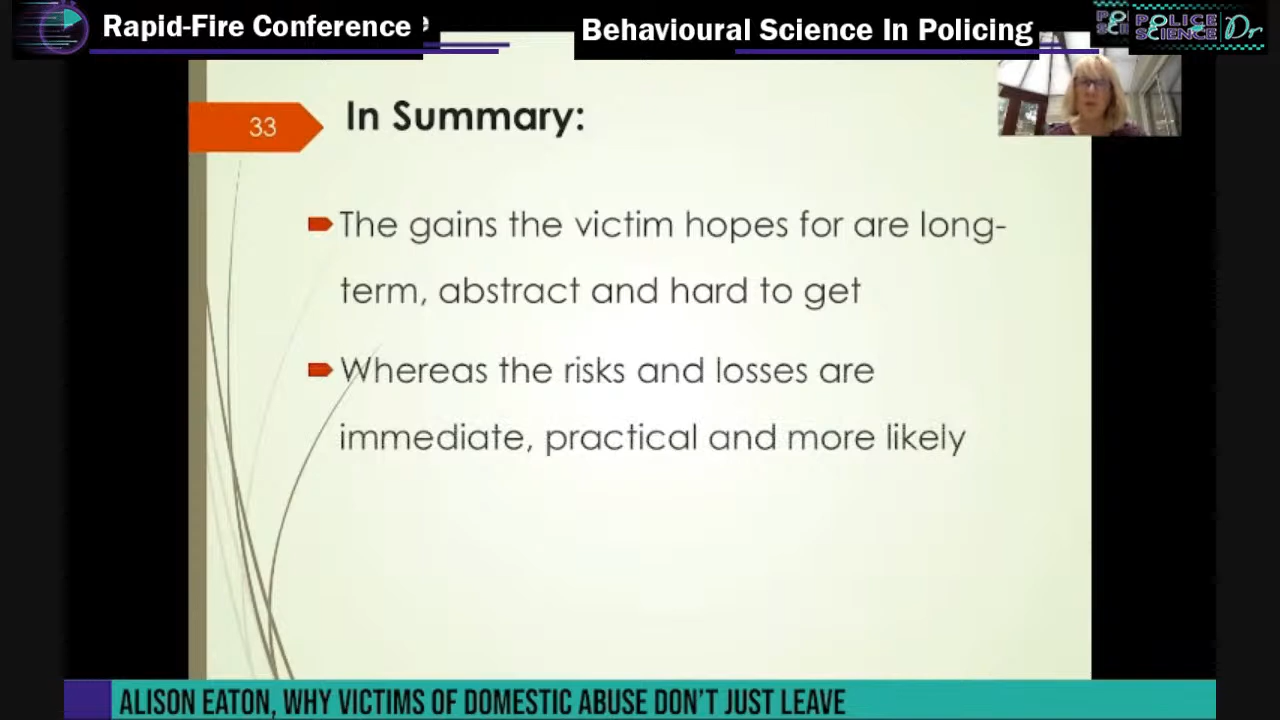 Rapid-Fire Conference
Behavioural Science In Policing
POLICE
SCIENCE
Dr
33
In Summary:
The gains the victim hopes for are long-
term, abstract and hard to get
Whereas the risks and losses are
immediate, practical and more likely
ALISON EATON, WHY VICTIMS OF DOMESTIC ABUSE DON'T JUST LEAVE